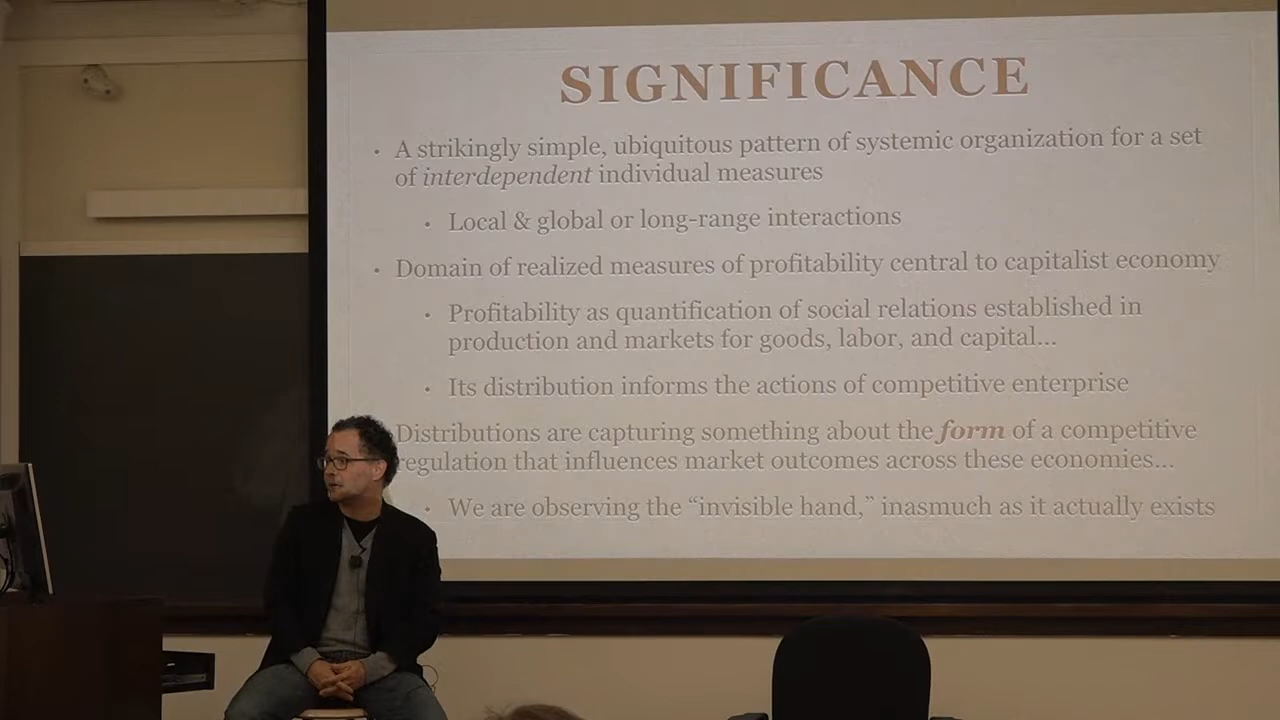 SIGNIFICANCE
• A strikingly simple, ubiquitous pattern of systemic organization for a set
of interdependent individual measures
• Local & global or long-range interactions
• Domain of realized measures of profitability central to capitalist economy
• Profitability as quantification of social relations established in
production and markets for goods, labor, and capital...
• Its distribution informs the actions of competitive enterprise
Distributions are capturing something about the form of a competitive
regulation that influences market outcomes across these economies...
• We are observing the “invisible hand,” inasmuch as it actually exists